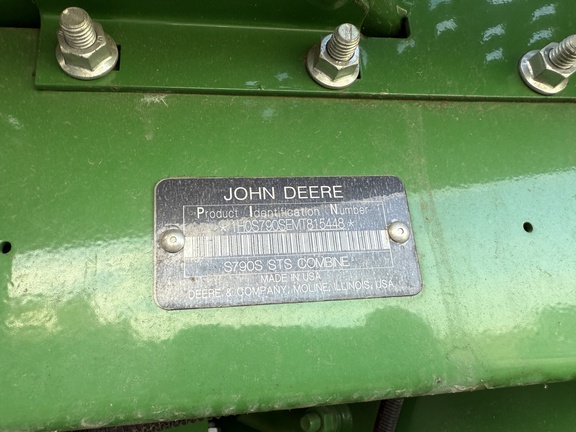 JOHN DEERE
Product Identification Number
*1H0S790SEMT815448*
S790S STS COMBINE
MADE IN USA
DEERE & COMPANY, MOLINE, ILLINOIS, USA